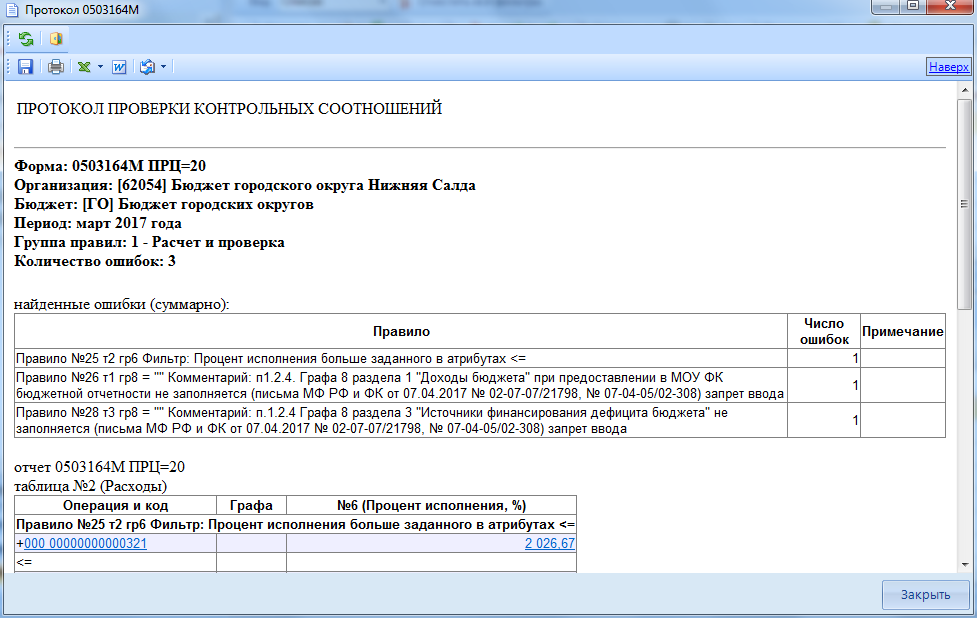 Протокол 0503164М
Наверх
ПРОТОКОЛ ПРОВЕРКИ КОНТРОЛЬНЫХ СООТНОШЕНИЙ
Форма: 0503164М ПРЦ=20
Организация: [62054] Бюджет городского округа Нижняя Салда
Бюджет: [ГО] Бюджет городских округов
Период: март 2017 года
Группа правил: 1 - Расчет и проверка
Количество ошибок: 3
найденные ошибки (суммарно):
Правило Число ошибок Примечание
Правило №25 т2 гр6 Фильтр: Процент исполнения больше заданного в атрибутах <= 1
Правило №26 т1 гр8 = "" Комментарий: п1.2.4. Графа 8 раздела 1 "Доходы бюджета" при предоставлении в МОУ ФК
бюджетной отчетности не заполняется (письма МФ РФ и ФК от 07.04.2017 № 02-07-07/21798, № 07-04-05/02-308) запрет ввода 1
Правило №28 т3 гр8 = "" Комментарий: п.1.2.4 Графа 8 раздела 3 "Источники финансирования дефицита бюджета" не
заполняется (письма МФ РФ и ФК от 07.04.2017 № 02-07-07/21798, № 07-04-05/02-308) запрет ввода 1
отчет 0503164М ПРЦ=20
таблица №2 (Расходы)
Операция и код Графа №6 (Процент исполнения, %)
Правило №25 т2 гр6 Фильтр: Процент исполнения больше заданного в атрибутах <=
+000 00000000000321 2 026,67
<=
Закрыть